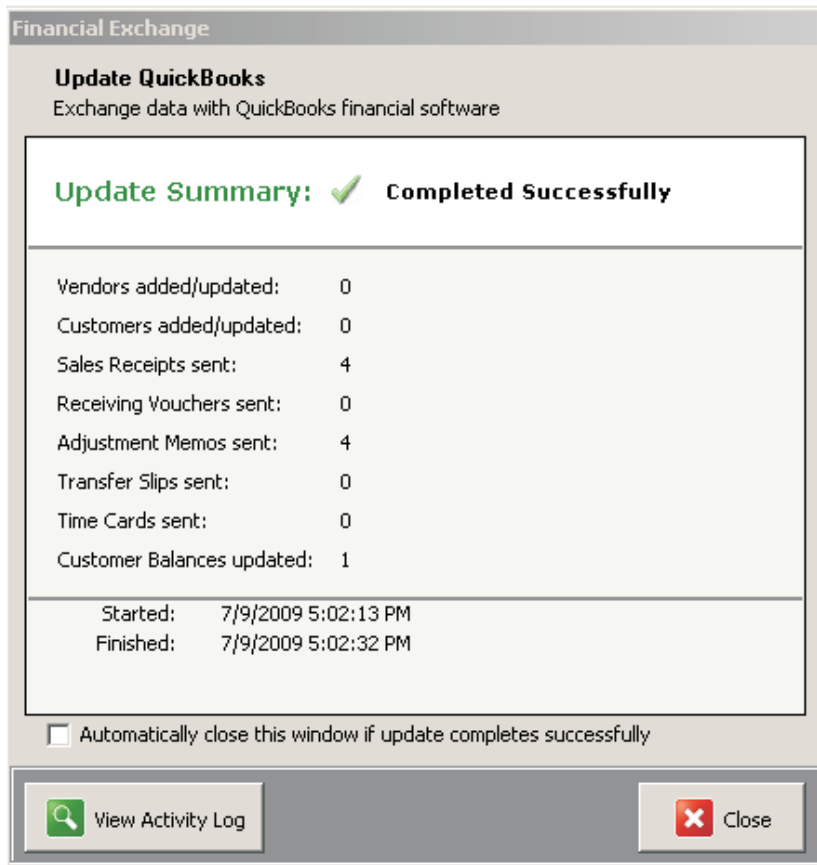 Financial Exchange
Update QuickBooks
Exchange data with QuickBooks financial software
Update Summary: Completed Successfully
Vendors added/updated: 0
Customers added/updated: 0
Sales Receipts sent: 4
Receiving Vouchers sent: 0
Adjustment Memos sent: 4
Transfer Slips sent: 0
Time Cards sent: 0
Customer Balances updated: 1
Started: 7/9/2009 5:02:13 PM
Finished: 7/9/2009 5:02:32 PM
Automatically close this window if update completes successfully
View Activity Log Close